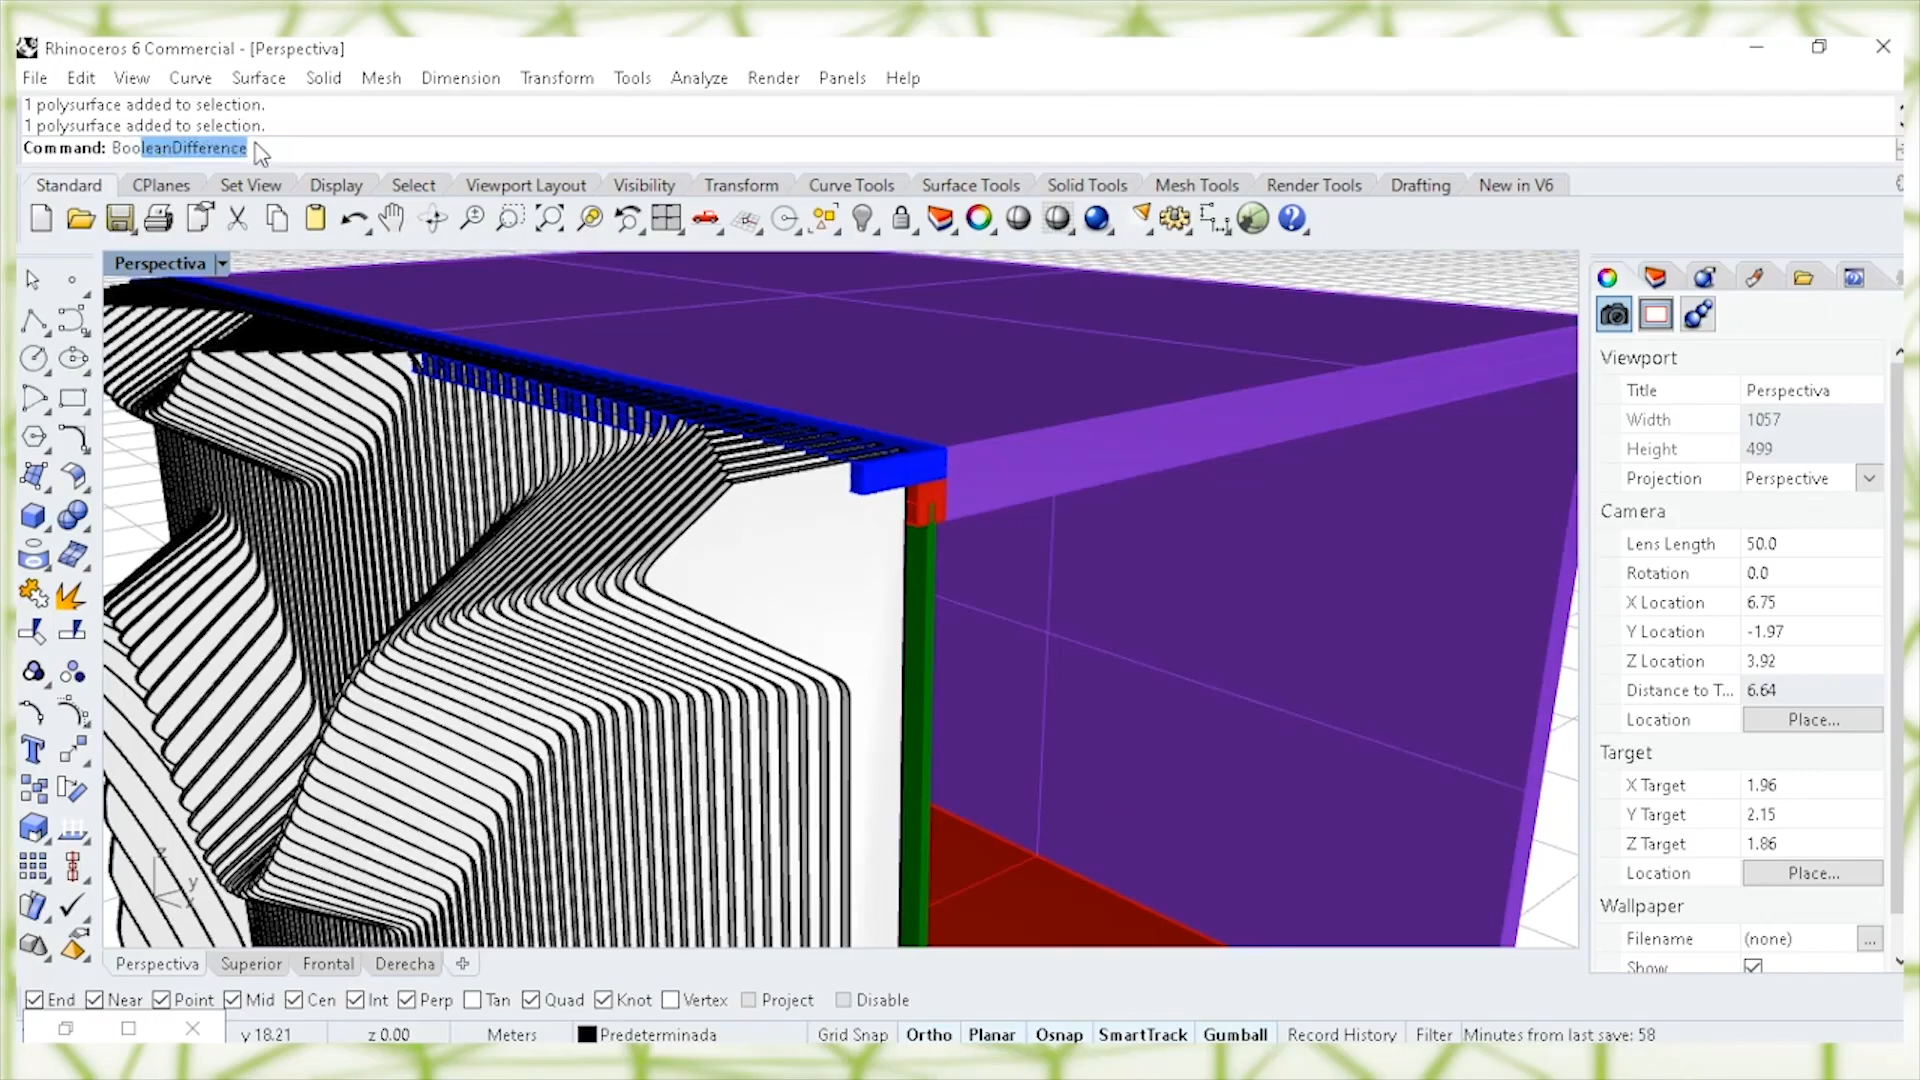 Rhinoceros 6 Commercial - [Perspectiva]
File Edit View Curve Surface Solid Mesh Dimension Transform Tools Analyze Render Panels Help
1 polysurface added to selection.
1 polysurface added to selection.
Command: BooleanDifference
Standard CPlanes Set View Display Select Viewport Layout Visibility Transform Curve Tools Surface Tools Solid Tools Mesh Tools Render Tools Drafting New in V6
Perspectiva
Viewport
Title Perspectiva
Width 1057
Height 499
Projection Perspective
Camera
Lens Length 50.0
Rotation 0.0
X Location 6.75
Y Location -1.97
Z Location 3.92
Distance to T... 6.64
Location Place...
Target
X Target 1.96
Y Target 2.15
Z Target 1.86
Location Place...
Wallpaper
Filename (none) ...
Show
z
y
x
Perspectiva Superior Frontal Derecha
End Near Point Mid Cen Int Perp Tan Quad Knot Vertex Project Disable
y 18.21 z 0.00 Meters Predeterminada Grid Snap Ortho Planar Osnap SmartTrack Gumball Record History Filter Minutes from last save: 58